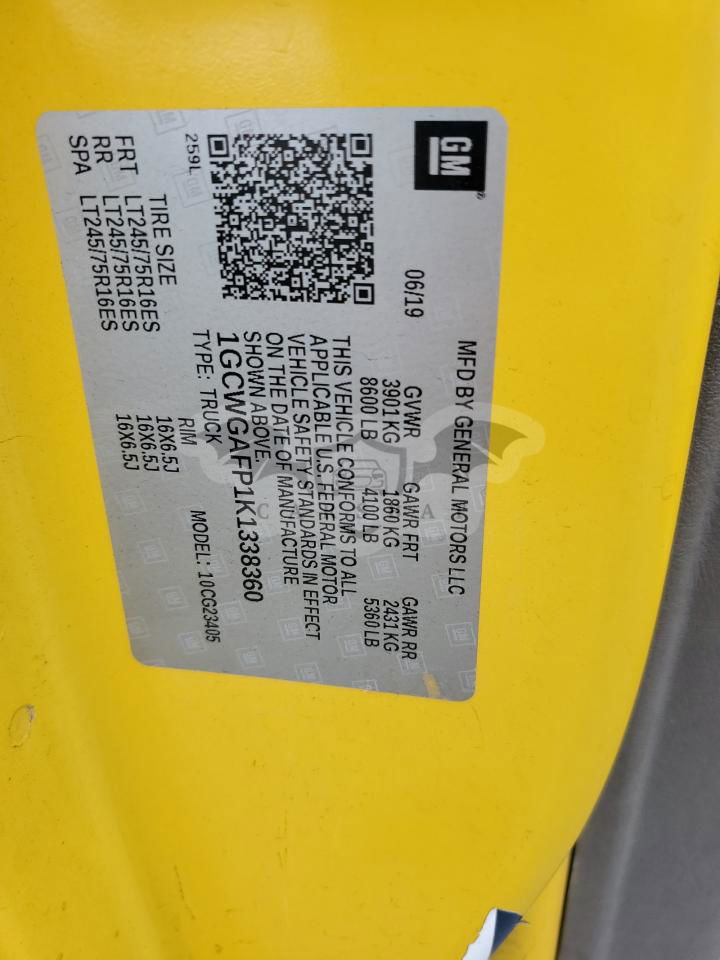 GM
MFD BY GENERAL MOTORS LLC
06/19
GVWR GAWR FRT GAWR RR
3901 KG 1860 KG 2431 KG
8600 LB 4100 LB 5360 LB
THIS VEHICLE CONFORMS TO ALL
APPLICABLE U.S. FEDERAL MOTOR
VEHICLE SAFETY STANDARDS IN EFFECT
ON THE DATE OF MANUFACTURE
SHOWN ABOVE.
1GCWGAFP1K1338360
TYPE: TRUCK MODEL: 10CG23405
259L
TIRE SIZE RIM
FRT LT245/75R16ES 16X6.5J
RR LT245/75R16ES 16X6.5J
SPA LT245/75R16ES 16X6.5J